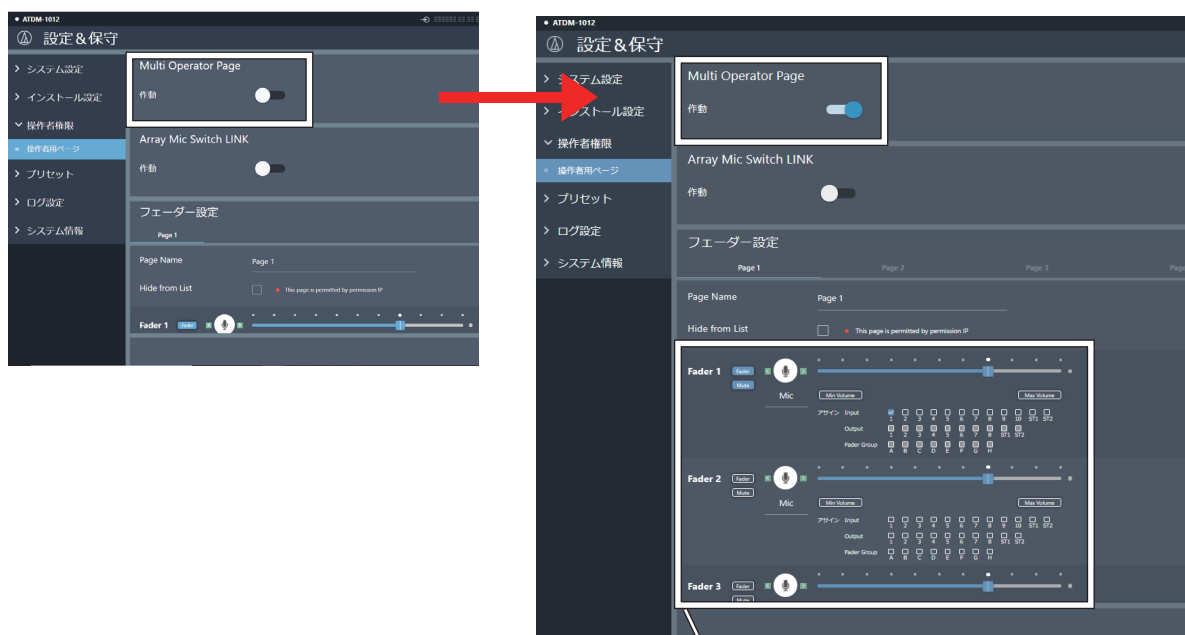 ATDM-1012
設定&保守
システム設定
インストール設定
操作者権限
操作者用ページ
プリセット
ログ設定
システム情報
Multi Operator Page
作動
Array Mic Switch LINK
作動
フェーダー設定
Page 1
Page Name Page 1
Hide from List This page is permitted by permission IP
Fader 1 Fader
ATDM-1012
設定&保守
システム設定
インストール設定
操作者権限
操作者用ページ
プリセット
ログ設定
システム情報
Multi Operator Page
作動
Array Mic Switch LINK
作動
フェーダー設定
Page 1 Page 2 Page 3 Page
Page Name Page 1
Hide from List This page is permitted by permission IP
Fader 1 Fader
Mute
Mic Min Volume Max Volume
アサイン Input 1 2 3 4 5 6 7 8 9 10 ST1 ST2
Output 1 2 3 4 5 6 7 8 ST1 ST2
Fader Group A B C D E F G H
Fader 2 Fader
Mute
Mic Min Volume Max Volume
アサイン Input 1 2 3 4 5 6 7 8 9 10 ST1 ST2
Output 1 2 3 4 5 6 7 8 ST1 ST2
Fader Group A B C D E F G H
Fader 3 Fader
Mute